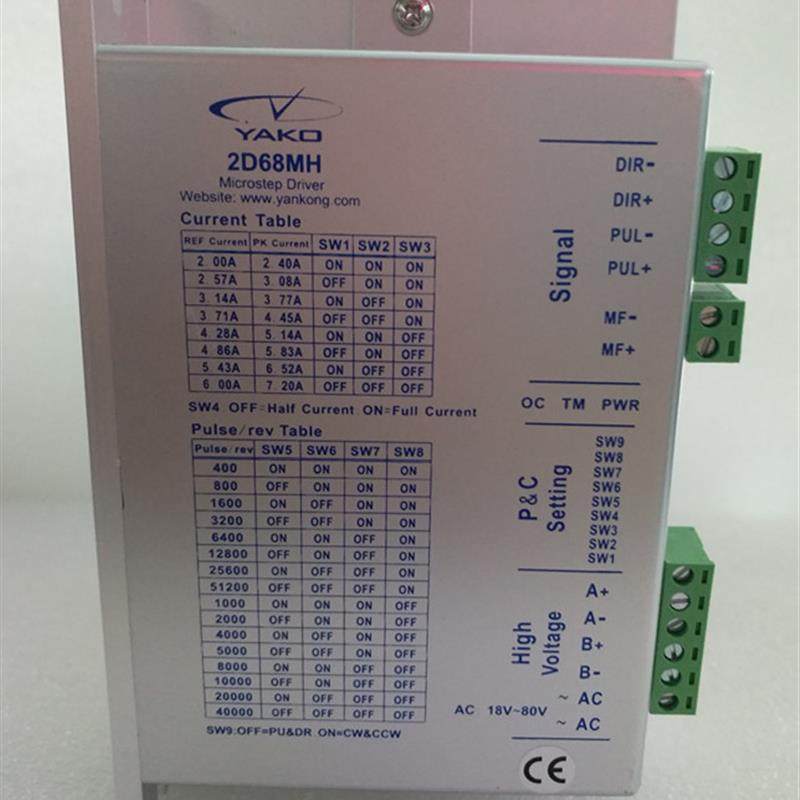 YAKO
2D68MH
Microstep Driver
Website: www.yankong.com
Current Table
REF Current PK Current SW1 SW2 SW3
2.00A 2.40A ON ON ON
2.57A 3.08A OFF ON ON
3.14A 3.77A ON OFF ON
3.71A 4.45A OFF OFF ON
4.28A 5.14A ON ON OFF
4.86A 5.83A OFF ON OFF
5.43A 6.52A ON OFF OFF
6.00A 7.20A OFF OFF OFF
SW4 OFF=Half Current ON=Full Current
Pulse/rev Table
Pulse/rev SW5 SW6 SW7 SW8
400 ON ON ON ON
800 OFF ON ON ON
1600 ON OFF ON ON
3200 OFF OFF ON ON
6400 ON ON OFF ON
12800 OFF ON OFF ON
25600 ON OFF OFF ON
51200 OFF OFF OFF ON
1000 ON ON ON OFF
2000 OFF ON ON OFF
4000 ON OFF ON OFF
5000 OFF OFF ON OFF
8000 ON ON OFF OFF
10000 OFF ON OFF OFF
20000 ON OFF OFF OFF
40000 OFF OFF OFF OFF
SW9:OFF=PU&DR ON=CW&CCW
Signal
DIR-
DIR+
PUL-
PUL+
MF-
MF+
OC TM PWR
P&C
Setting
SW9
SW8
SW7
SW6
SW5
SW4
SW3
SW2
SW1
High
Voltage
A+
A-
B+
B-
~ AC
AC 18V~80V
~ AC
CE